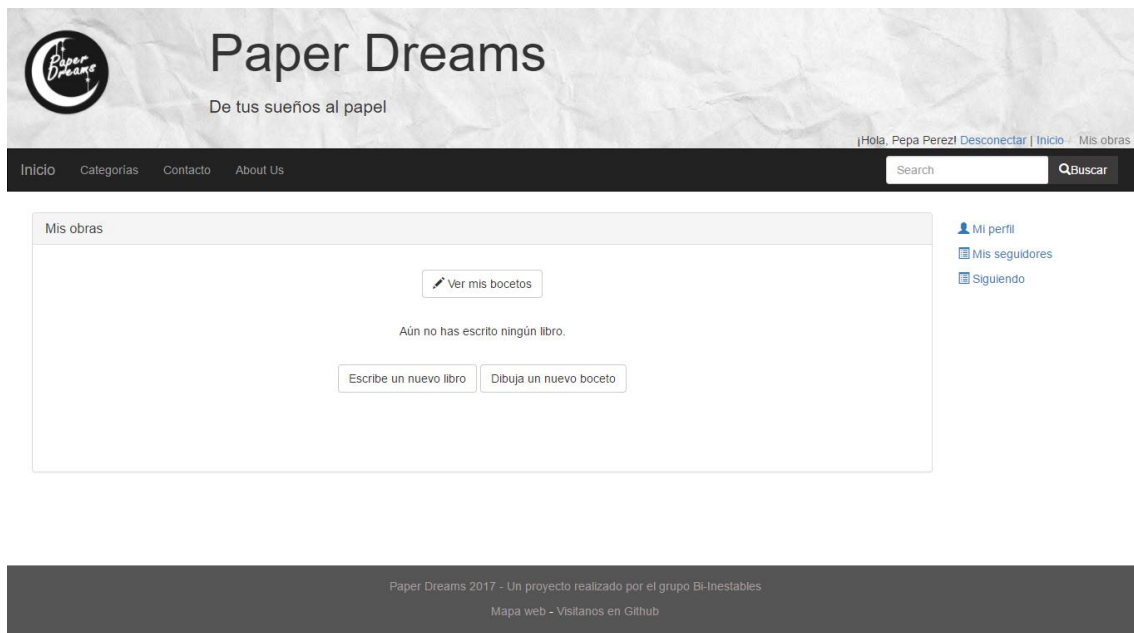 Paper
Dreams
Paper Dreams
De tus sueños al papel
¡Hola, Pepa Perez! Desconectar | Inicio / Mis obras
Inicio Categorías Contacto About Us Search Buscar
Mis obras
Ver mis bocetos
Aún no has escrito ningún libro.
Escribe un nuevo libro Dibuja un nuevo boceto
Mi perfil
Mis seguidores
Siguiendo
Paper Dreams 2017 - Un proyecto realizado por el grupo Bi-Inestables
Mapa web - Visitanos en Github